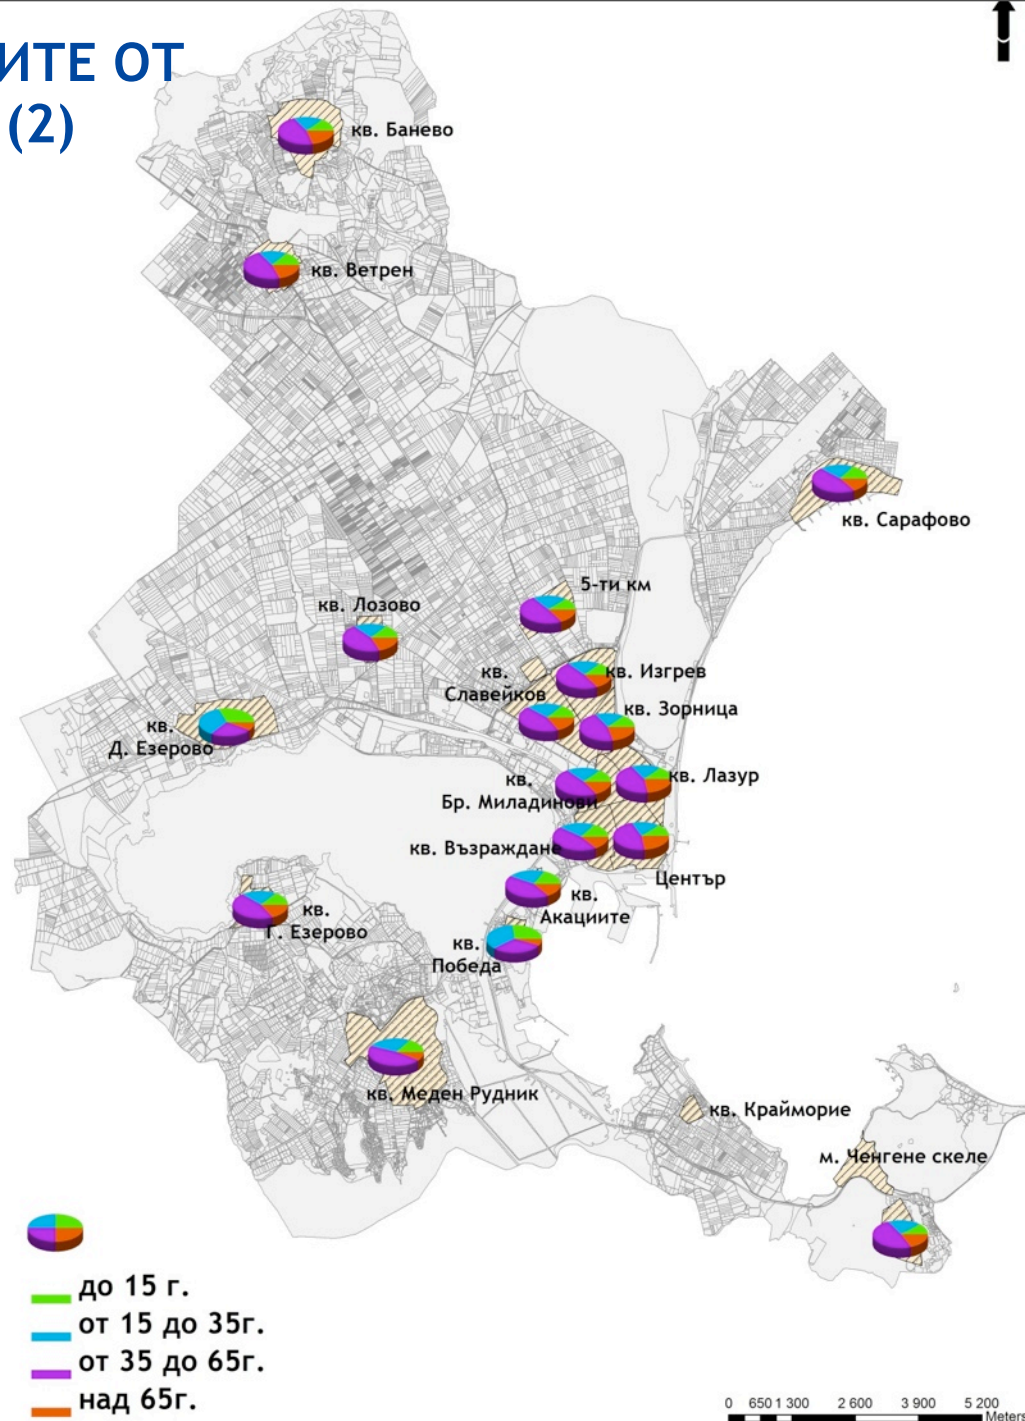 ИТЕ ОТ
(2)
кв. Банево
кв. Ветрен
кв. Сарафово
5-ти км
кв. Лозово
кв.
Славейков
кв. Изгрев
кв. Зорница
кв.
Д. Езерово
кв. Лазур
кв.
Бр. Миладинови
кв. Възраждане
Център
кв.
Акациите
кв.
Г. Езерово
кв.
Победа
кв. Меден Рудник
кв. Крайморие
м. Ченгене скеле
до 15 г.
от 15 до 35г.
от 35 до 65г.
над 65г.
0 650 1 300 2 600 3 900 5 200
Meters